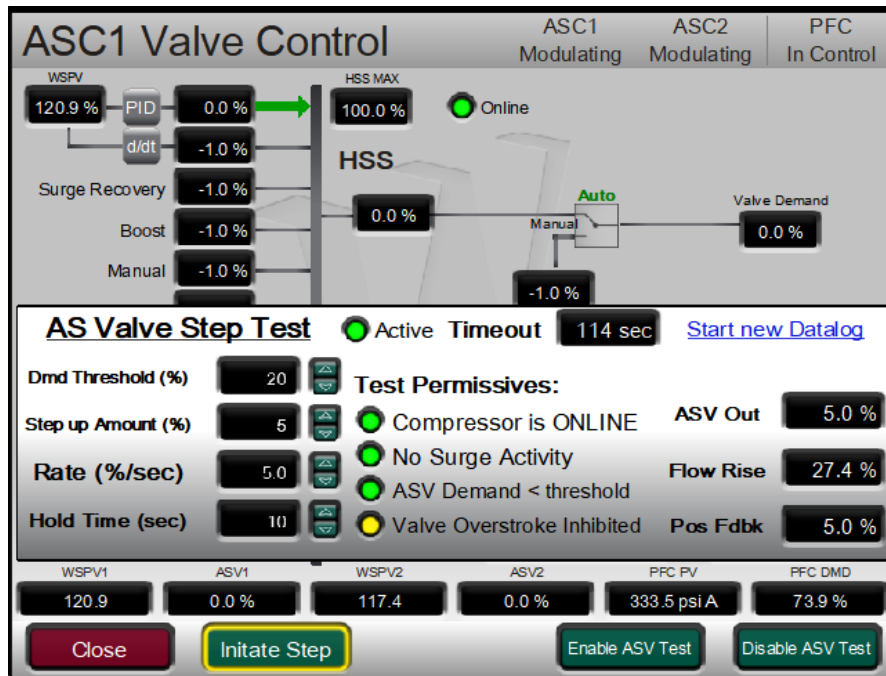 ASC1 Valve Control
ASC1 ASC2 PFC
Modulating Modulating In Control
WSPV HSS MAX
120.9 % PID 0.0 % 100.0 % Online
d/dt -1.0 %
HSS
Surge Recovery -1.0 %
Auto
Valve Demand
Boost -1.0 % 0.0 % Manual 0.0 %
Manual -1.0 %
-1.0 %
AS Valve Step Test Active Timeout 114 sec Start new Datalog
Dmd Threshold (%) 20 Test Permissives:
Step up Amount (%) 5 Compressor is ONLINE ASV Out 5.0 %
Rate (%/sec) 5.0 No Surge Activity Flow Rise 27.4 %
ASV Demand < threshold
Hold Time (sec) 10 Valve Overstroke Inhibited Pos Fdbk 5.0 %
WSPV1 ASV1 WSPV2 ASV2 PFC PV PFC DMD
120.9 0.0 % 117.4 0.0 % 333.5 psi A 73.9 %
Close Initate Step Enable ASV Test Disable ASV Test